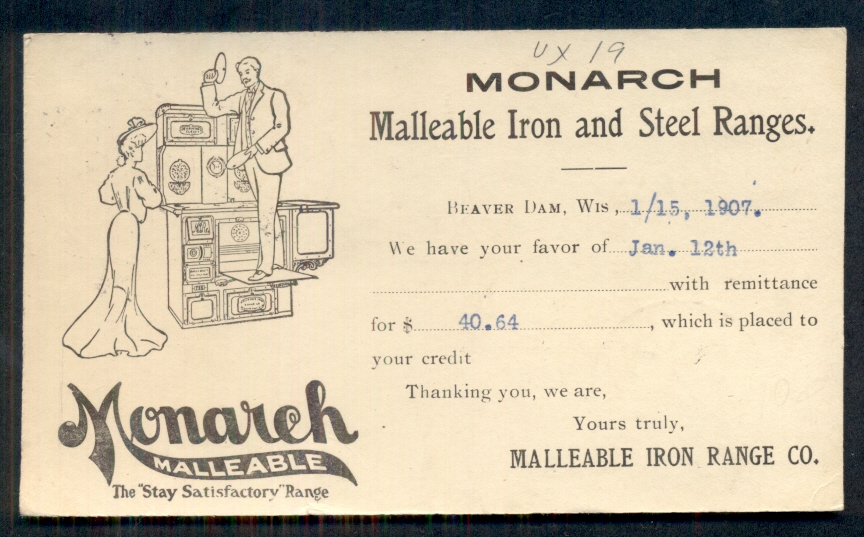 UX 19
MONARCH
Malleable Iron and Steel Ranges.
BEAVER DAM, WIS, 1/15, 1907.
We have your favor of Jan. 12th
with remittance
for $ 40.64, which is placed to
your credit
Thanking you, we are,
Yours truly,
MALLEABLE IRON RANGE CO.
Monarch
MALLEABLE
The "Stay Satisfactory" Range